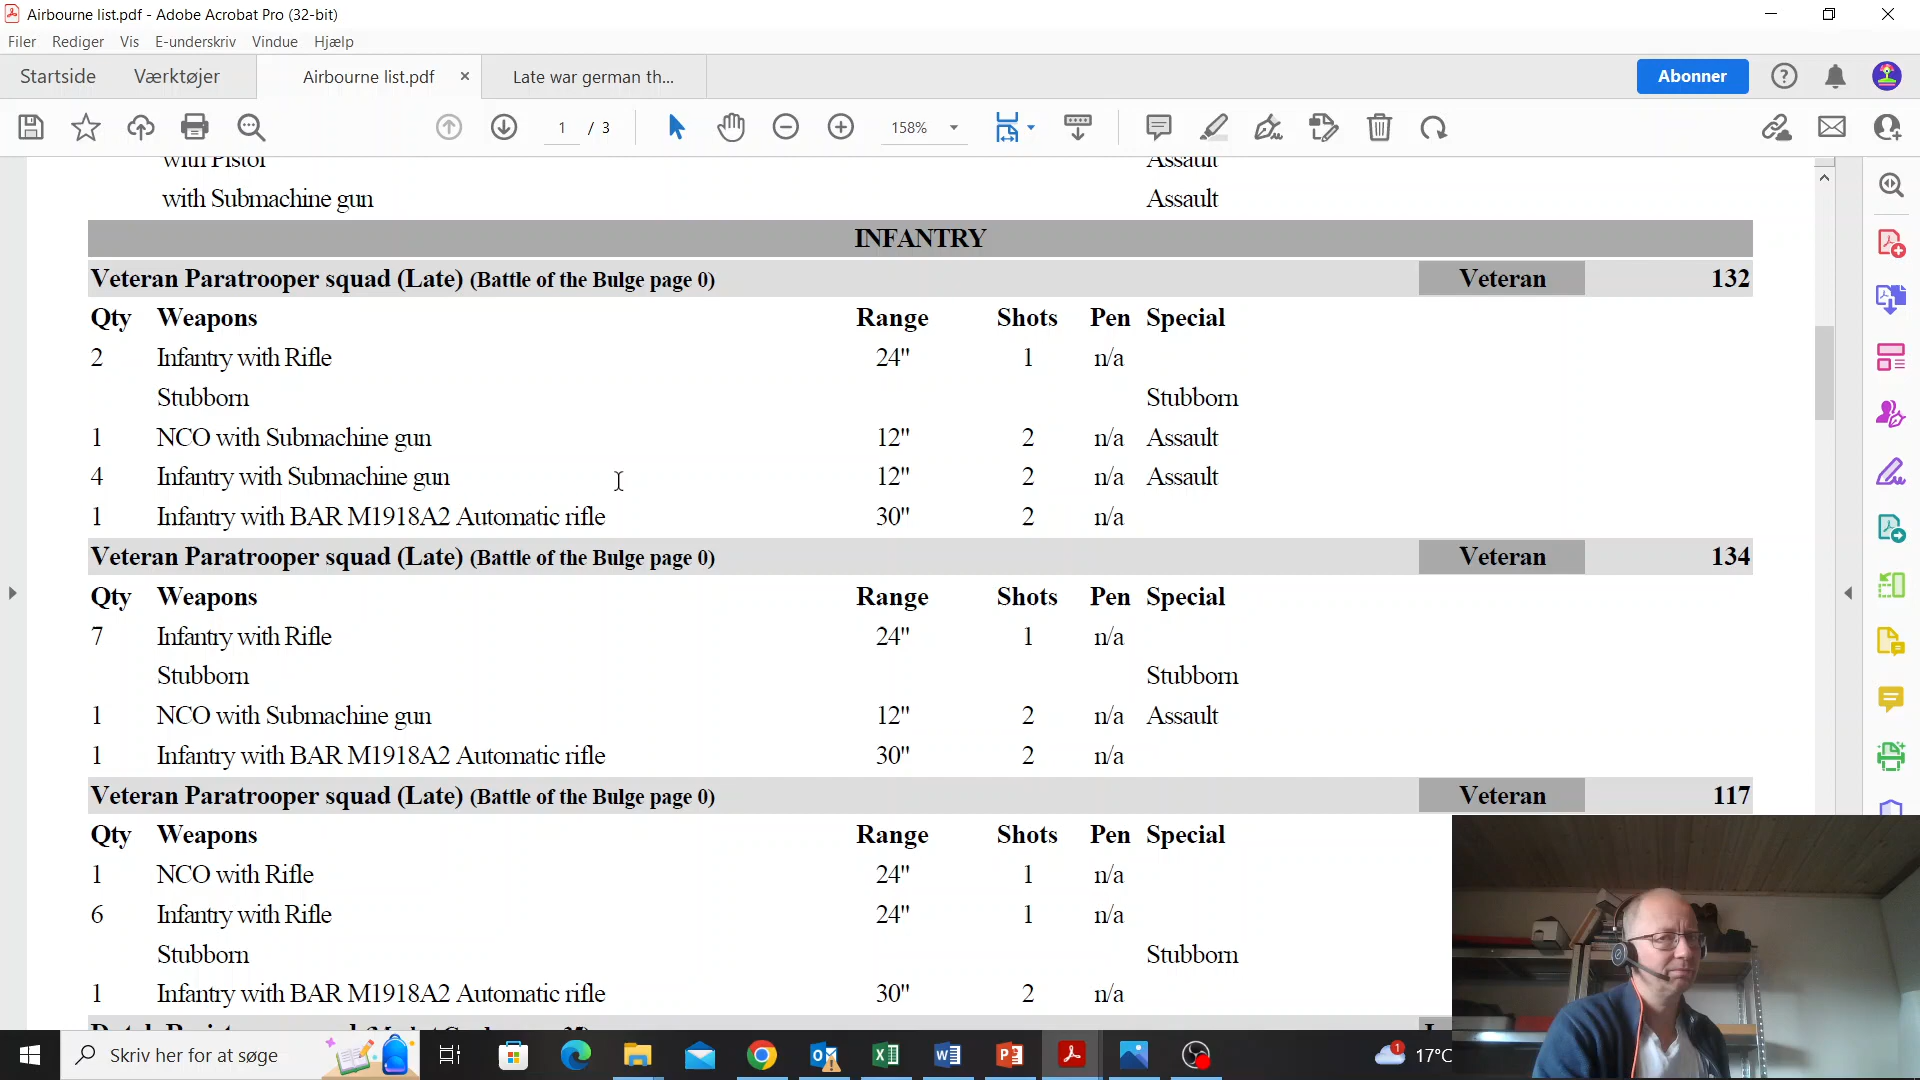 Airbourne list.pdf - Adobe Acrobat Pro (32-bit)
Filer Rediger Vis E-underskriv Vindue Hjælp
Startside Værktøjer Airbourne list.pdf × Late war german th... Abonner
1 / 3 158%
with Pistol Assault
with Submachine gun Assault
INFANTRY
Veteran Paratrooper squad (Late) (Battle of the Bulge page 0) Veteran 132
Qty Weapons Range Shots Pen Special
2 Infantry with Rifle 24" 1 n/a
Stubborn Stubborn
1 NCO with Submachine gun 12" 2 n/a Assault
4 Infantry with Submachine gun 12" 2 n/a Assault
1 Infantry with BAR M1918A2 Automatic rifle 30" 2 n/a
Veteran Paratrooper squad (Late) (Battle of the Bulge page 0) Veteran 134
Qty Weapons Range Shots Pen Special
7 Infantry with Rifle 24" 1 n/a
Stubborn Stubborn
1 NCO with Submachine gun 12" 2 n/a Assault
1 Infantry with BAR M1918A2 Automatic rifle 30" 2 n/a
Veteran Paratrooper squad (Late) (Battle of the Bulge page 0) Veteran 117
Qty Weapons Range Shots Pen Special
1 NCO with Rifle 24" 1 n/a
6 Infantry with Rifle 24" 1 n/a
Stubborn Stubborn
1 Infantry with BAR M1918A2 Automatic rifle 30" 2 n/a
Skriv her for at søge 1 17°C